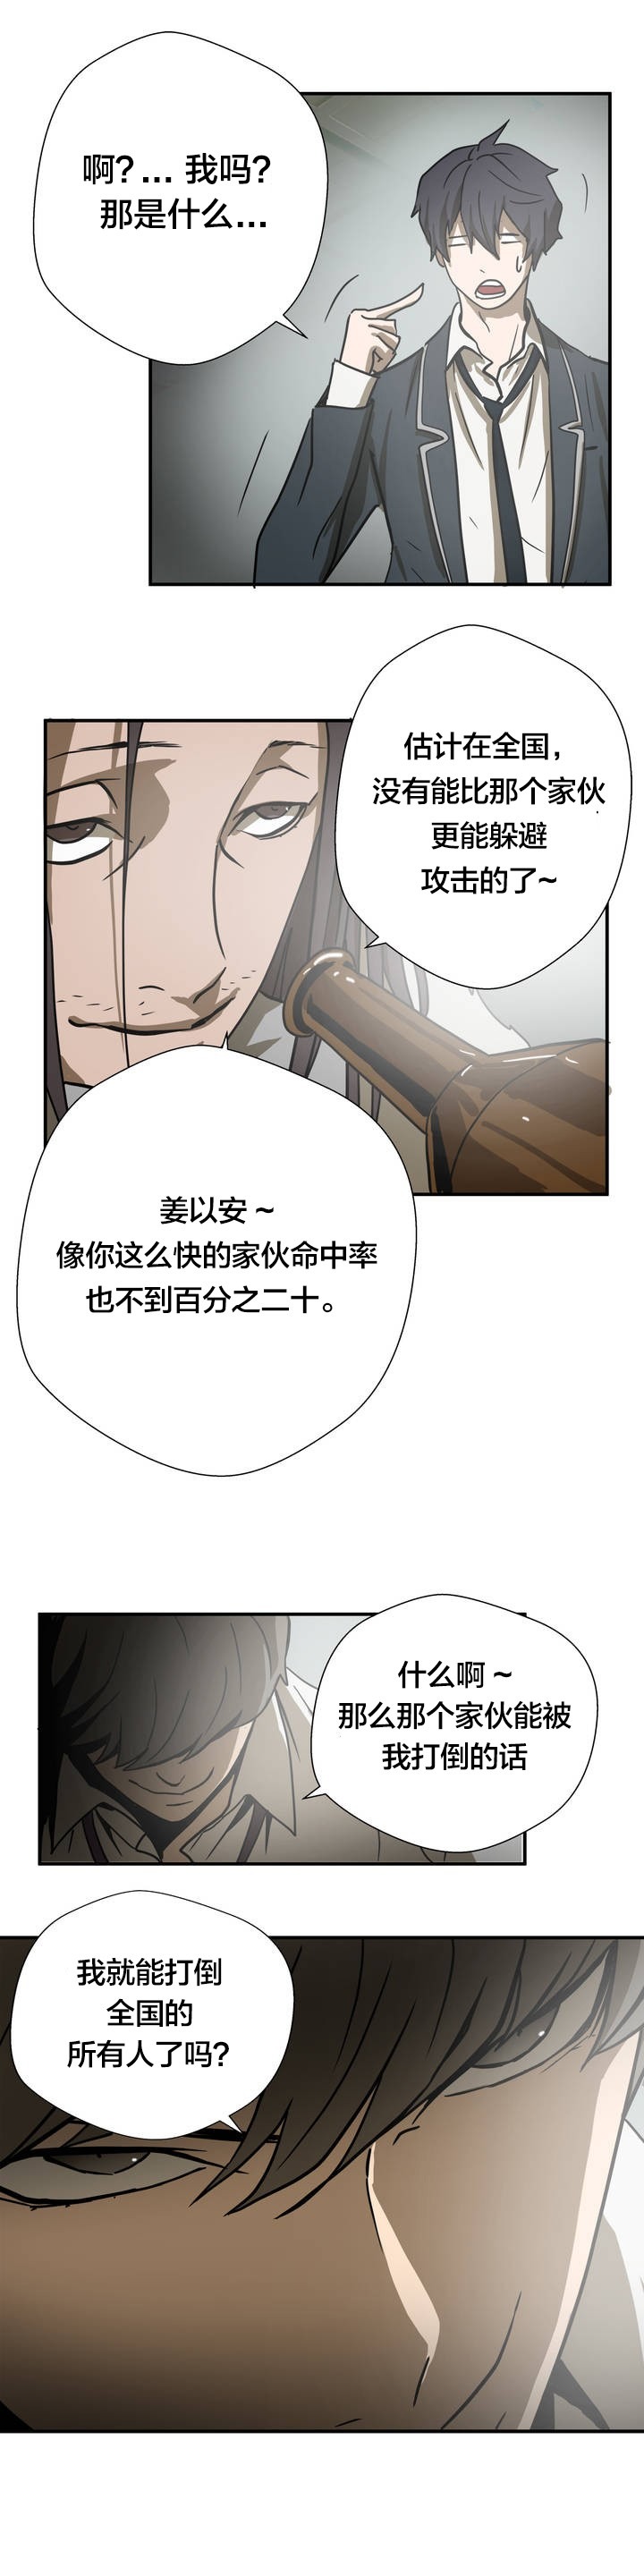 啊?... 我吗?
那是什么...
估计在全国，
没有能比那个家伙
更能躲避
攻击的了~
姜以安~
像你这么快的家伙命中率
也不到百分之二十。
什么啊~
那么那个家伙能被
我打倒的话
我就能打倒
全国的
所有人了吗?